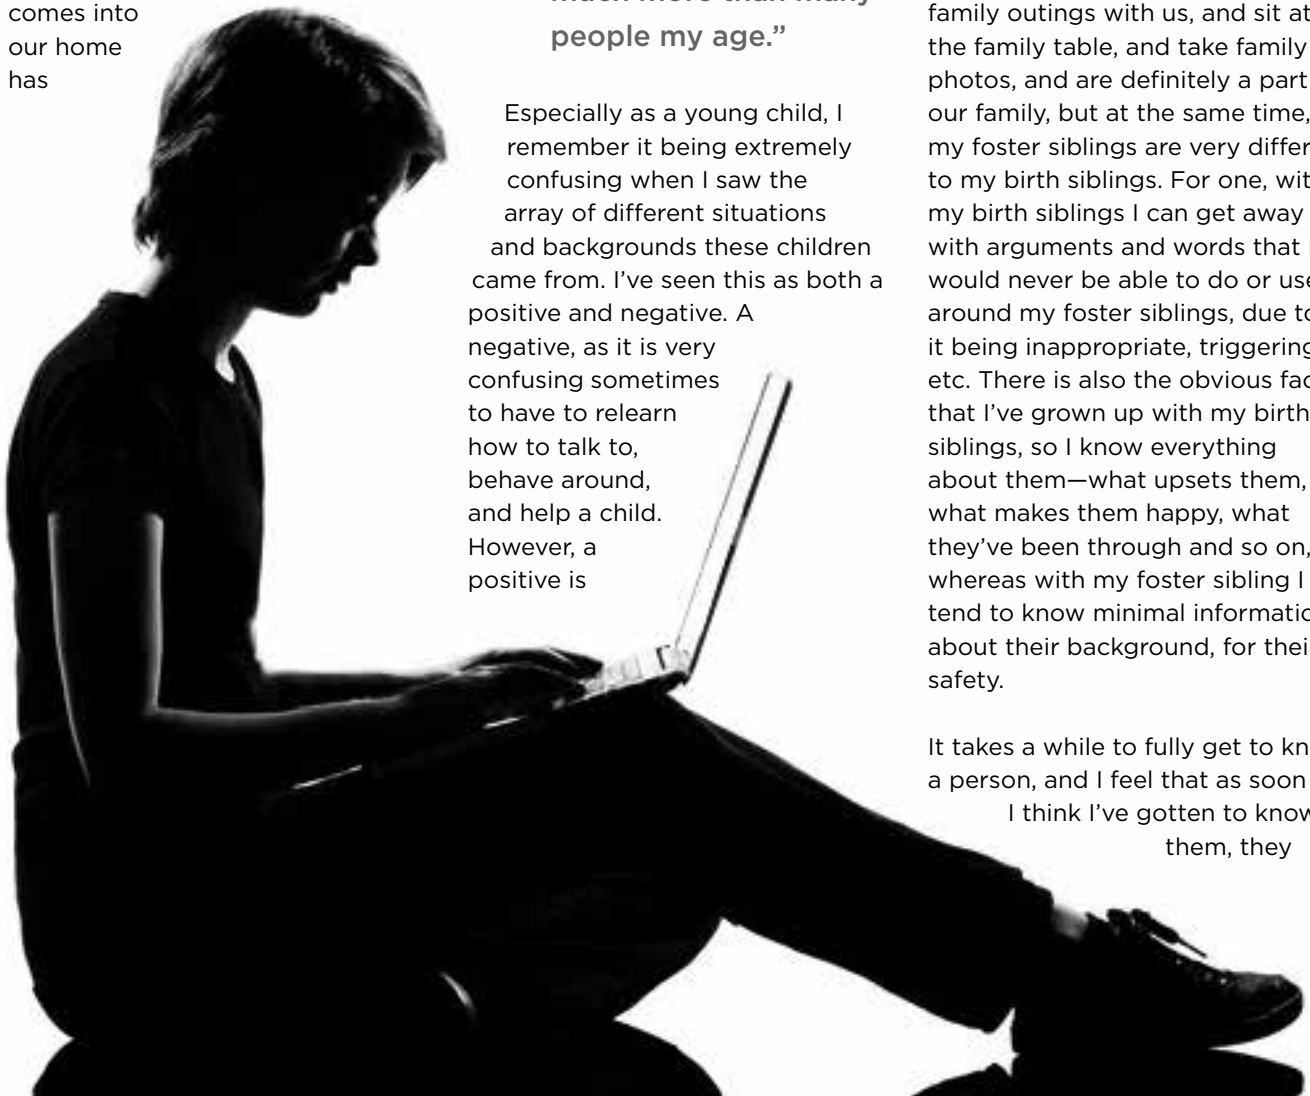 comes into
our home
has
people my age.”
Especially as a young child, I
remember it being extremely
confusing when I saw the
array of different situations
and backgrounds these children
came from. I’ve seen this as both a
positive and negative. A
negative, as it is very
confusing sometimes
to have to relearn
how to talk to,
behave around,
and help a child.
However, a
positive is
family outings with us, and sit at
the family table, and take family
photos, and are definitely a part
our family, but at the same time,
my foster siblings are very differ
to my birth siblings. For one, wit
my birth siblings I can get away
with arguments and words that
would never be able to do or use
around my foster siblings, due to
it being inappropriate, triggering
etc. There is also the obvious fac
that I’ve grown up with my birth
siblings, so I know everything
about them—what upsets them,
what makes them happy, what
they’ve been through and so on,
whereas with my foster sibling I
tend to know minimal informatio
about their background, for thei
safety.
It takes a while to fully get to kn
a person, and I feel that as soon
I think I’ve gotten to know
them, they